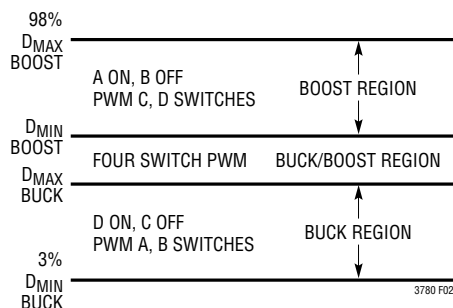 98%
DMAX
BOOST
A ON, B OFF
PWM C, D SWITCHES
BOOST REGION
DMIN
BOOST
FOUR SWITCH PWM
BUCK/BOOST REGION
DMAX
BUCK
D ON, C OFF
PWM A, B SWITCHES
BUCK REGION
3%
DMIN
BUCK
3780 F02